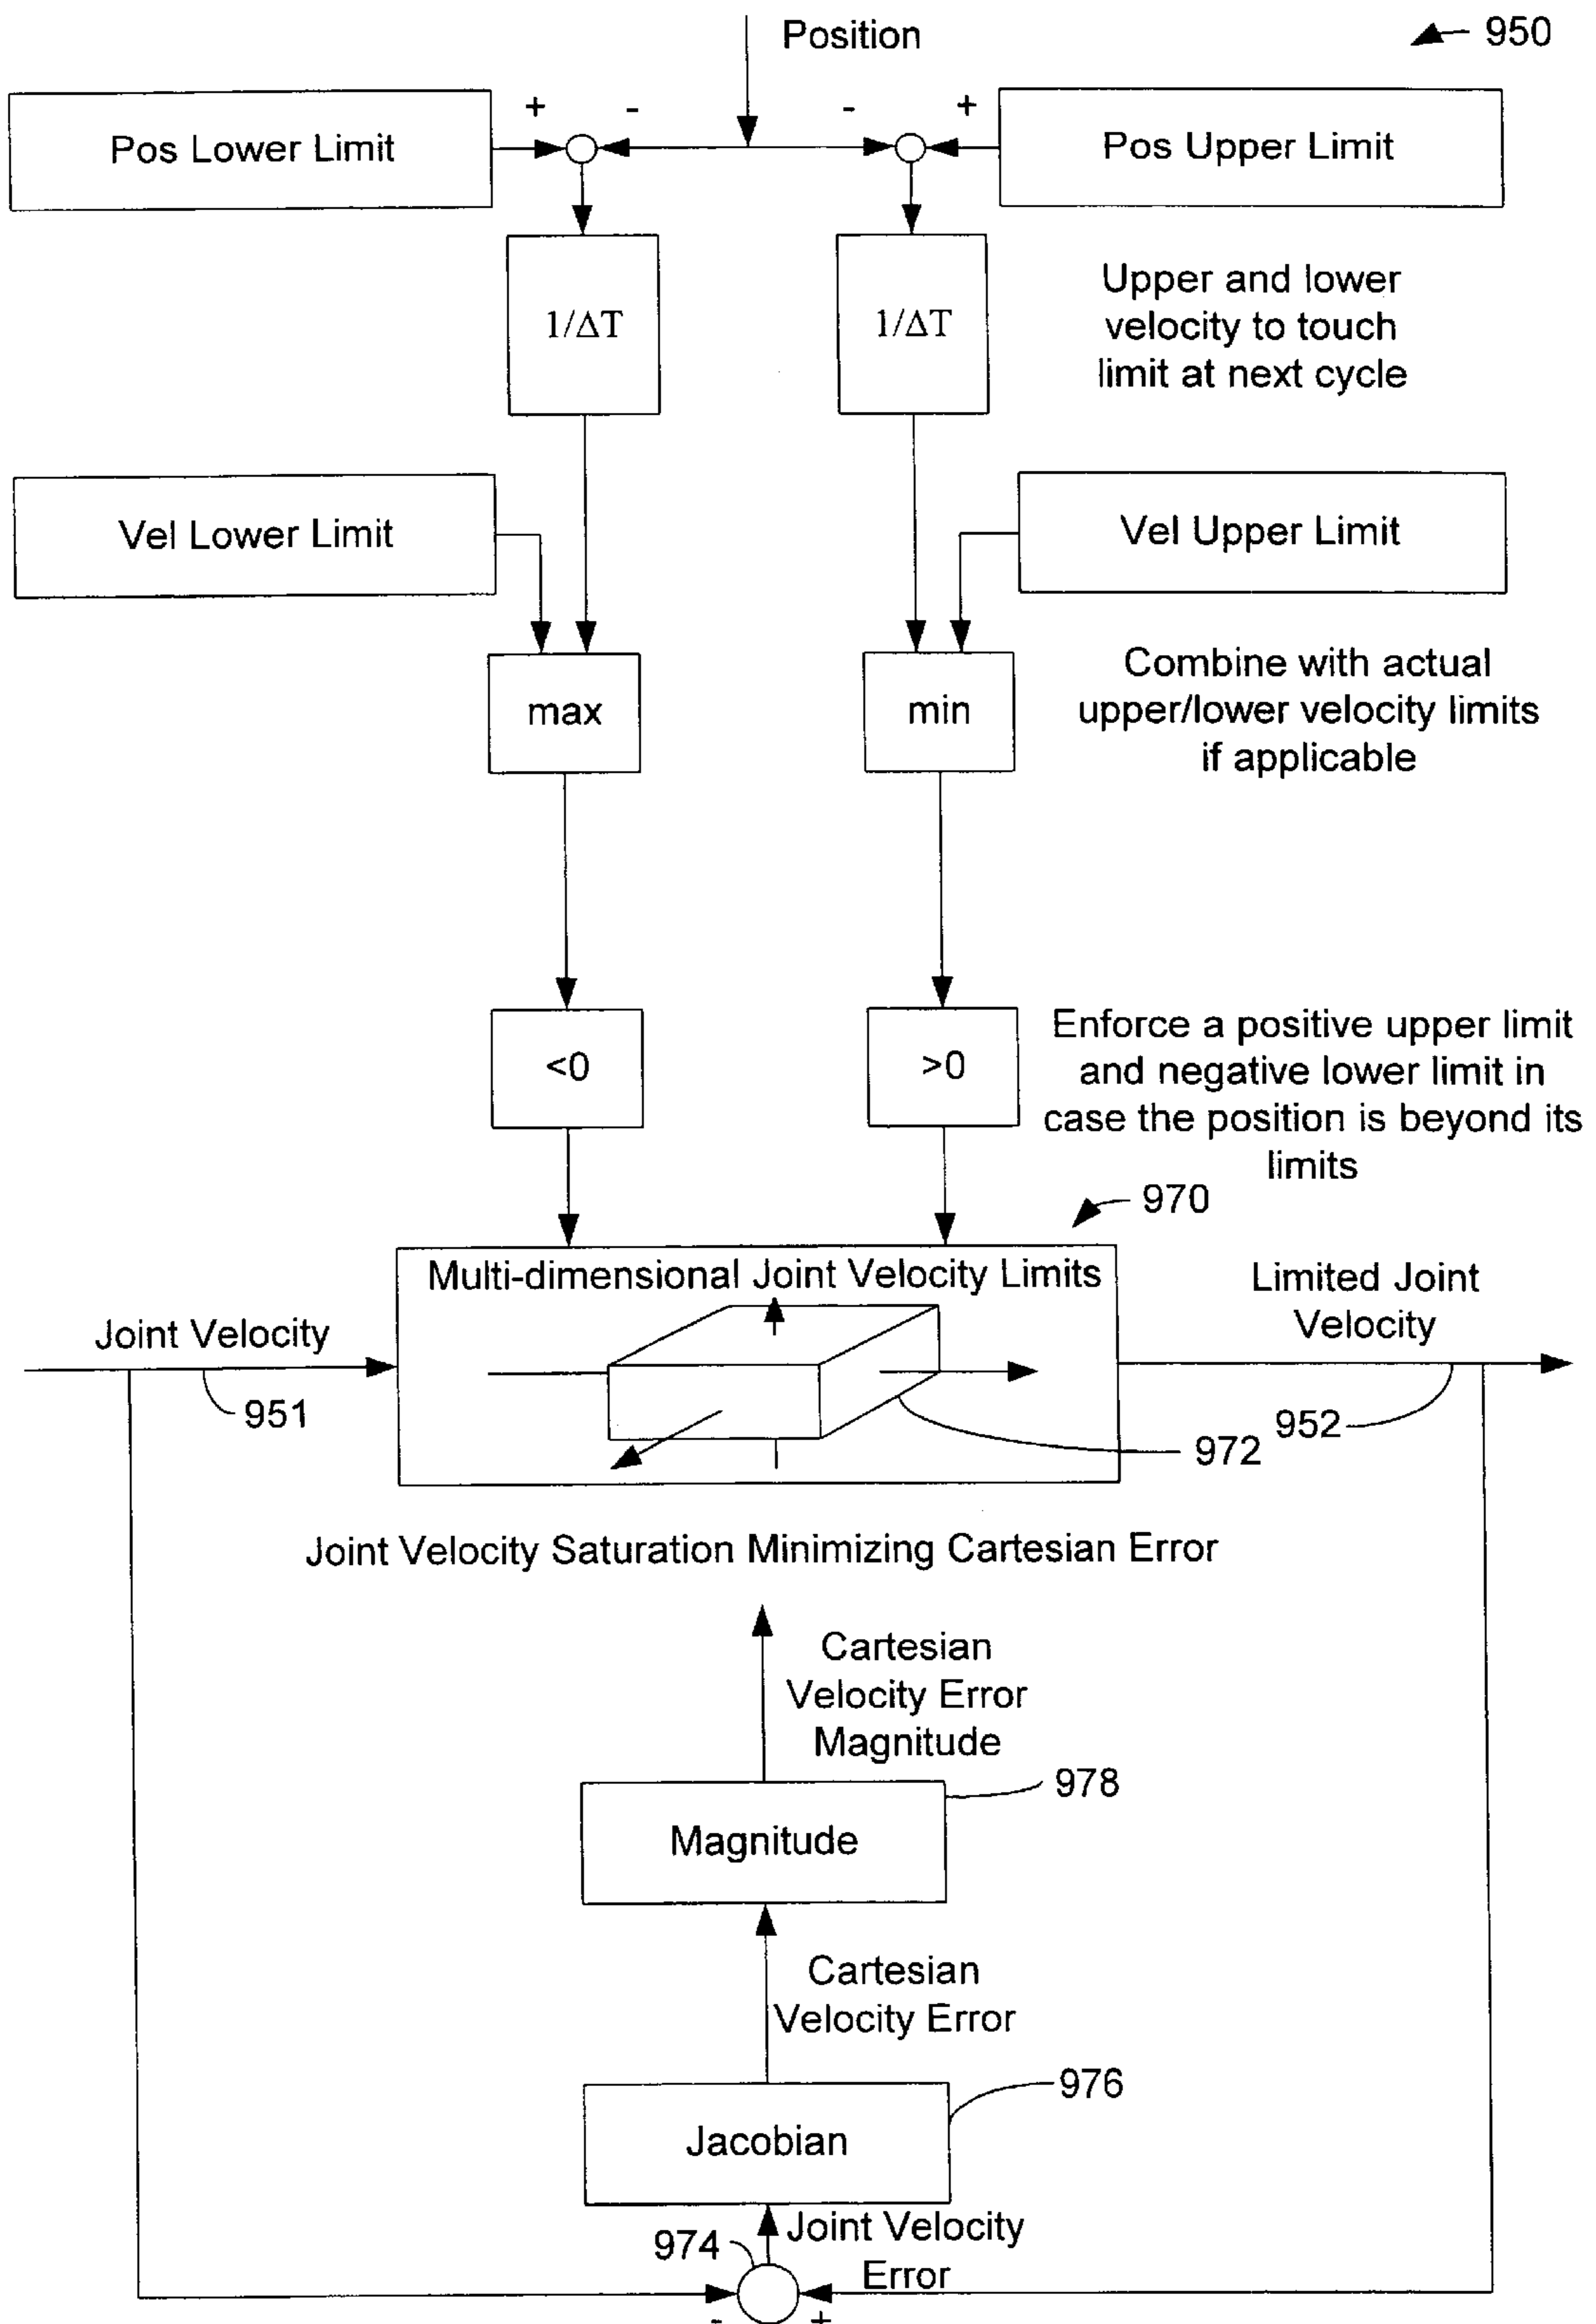 Position
950
+
-
-
+
Pos Lower Limit
Pos Upper Limit
1/ΔT
1/ΔT
Upper and lower
velocity to touch
limit at next cycle
Vel Lower Limit
Vel Upper Limit
max
min
Combine with actual
upper/lower velocity limits
if applicable
<0
>0
Enforce a positive upper limit
and negative lower limit in
case the position is beyond its
limits
970
Multi-dimensional Joint Velocity Limits
Joint Velocity
Limited Joint
Velocity
951
952
972
Joint Velocity Saturation Minimizing Cartesian Error
Cartesian
Velocity Error
Magnitude
978
Magnitude
Cartesian
Velocity Error
976
Jacobian
974
Joint Velocity
Error
-
+